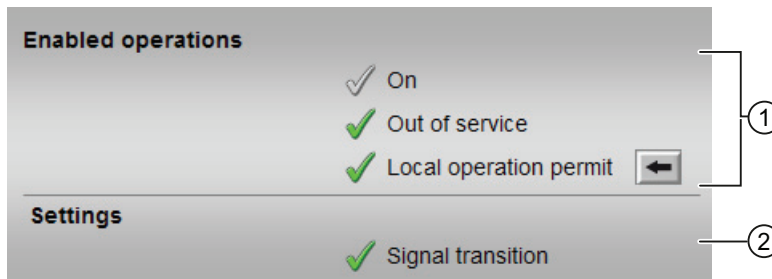 Enabled operations
On
Out of service
Local operation permit
1
Settings
Signal transition
2